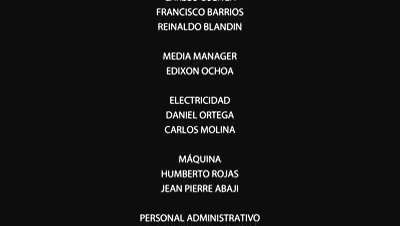 FRANCISCO BARRIOS
REINALDO BLANDIN
MEDIA MANAGER
EDIXON OCHOA
ELECTRICIDAD
DANIEL ORTEGA
CARLOS MOLINA
MÁQUINA
HUMBERTO ROJAS
JEAN PIERRE ABAJI
PERSONAL ADMINISTRATIVO